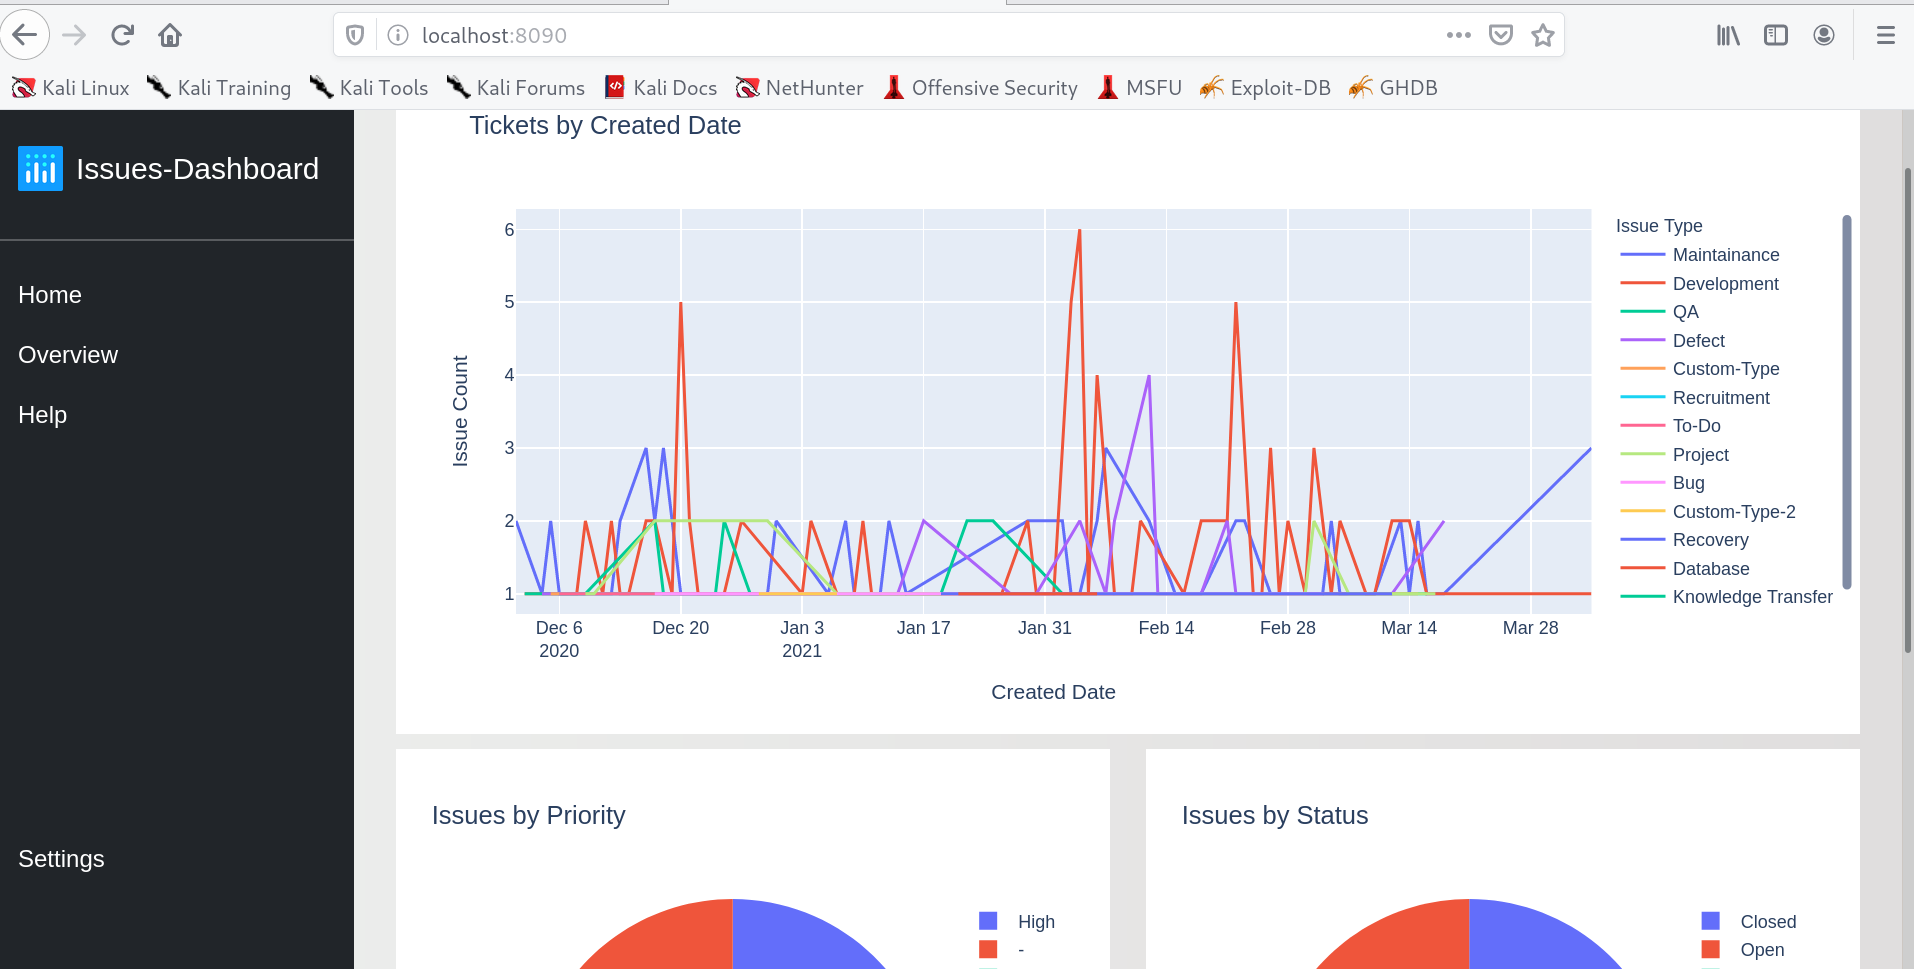 localhost:8090
Kali Linux Kali Training Kali Tools Kali Forums Kali Docs NetHunter Offensive Security MSFU Exploit-DB GHDB
Issues-Dashboard
Home
Overview
Help
Settings
Tickets by Created Date
Issue Count
6
5
4
3
2
1
Dec 6 Dec 20 Jan 3 Jan 17 Jan 31 Feb 14 Feb 28 Mar 14 Mar 28
2020 2021
Created Date
Issue Type
Maintainance
Development
QA
Defect
Custom-Type
Recruitment
To-Do
Project
Bug
Custom-Type-2
Recovery
Database
Knowledge Transfer
Issues by Priority
High
-
Issues by Status
Closed
Open